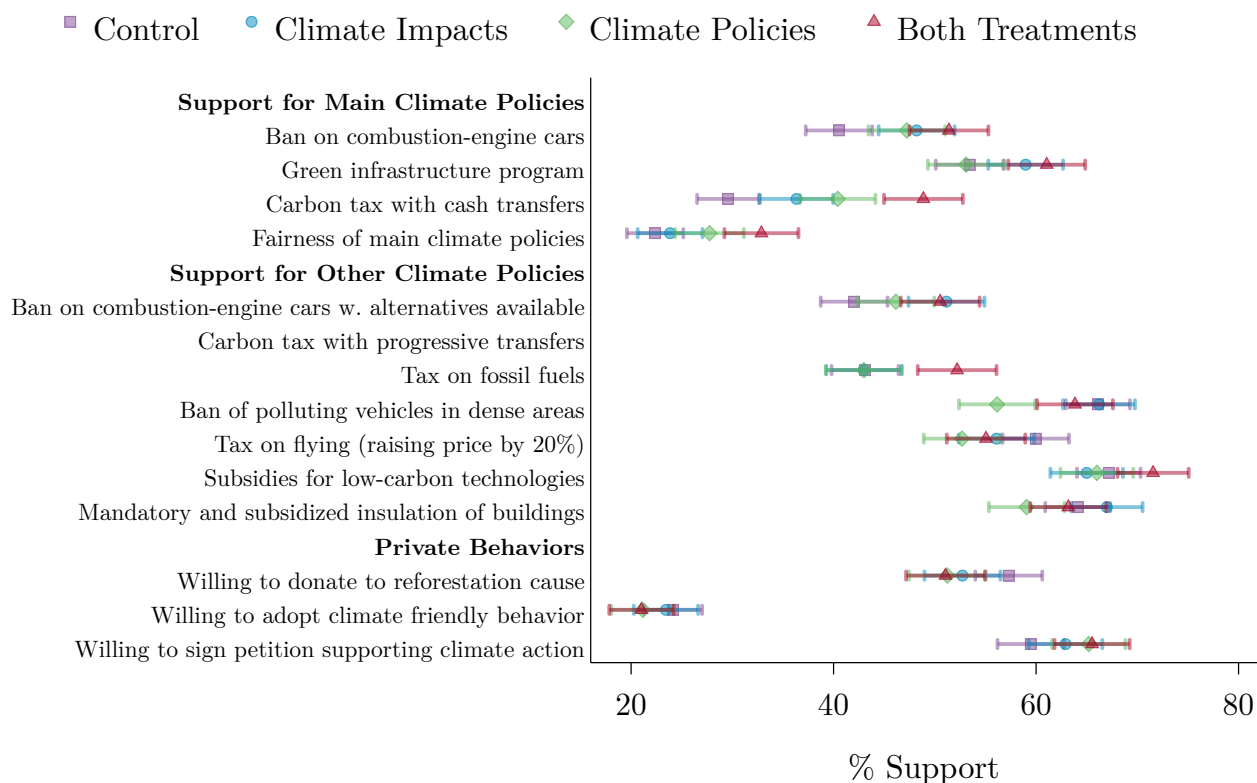 Control Climate Impacts Climate Policies Both Treatments
Support for Main Climate Policies
Ban on combustion-engine cars
Green infrastructure program
Carbon tax with cash transfers
Fairness of main climate policies
Support for Other Climate Policies
Ban on combustion-engine cars w. alternatives available
Carbon tax with progressive transfers
Tax on fossil fuels
Ban of polluting vehicles in dense areas
Tax on flying (raising price by 20%)
Subsidies for low-carbon technologies
Mandatory and subsidized insulation of buildings
Private Behaviors
Willing to donate to reforestation cause
Willing to adopt climate friendly behavior
Willing to sign petition supporting climate action
20 40 60 80
% Support